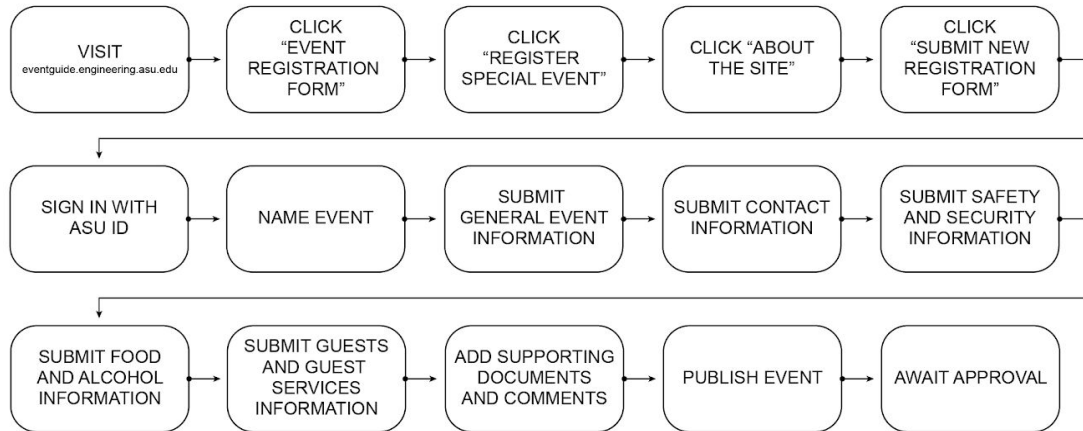 VISIT
eventguide.engineering.asu.edu
CLICK
“EVENT
REGISTRATION
FORM”
CLICK
“REGISTER
SPECIAL EVENT”
CLICK “ABOUT
THE SITE”
CLICK
“SUBMIT NEW
REGISTRATION
FORM”
SIGN IN WITH
ASU ID
NAME EVENT
SUBMIT
GENERAL EVENT
INFORMATION
SUBMIT CONTACT
INFORMATION
SUBMIT SAFETY
AND SECURITY
INFORMATION
SUBMIT FOOD
AND ALCOHOL
INFORMATION
SUBMIT GUESTS
AND GUEST
SERVICES
INFORMATION
ADD SUPPORTING
DOCUMENTS
AND COMMENTS
PUBLISH EVENT
AWAIT APPROVAL